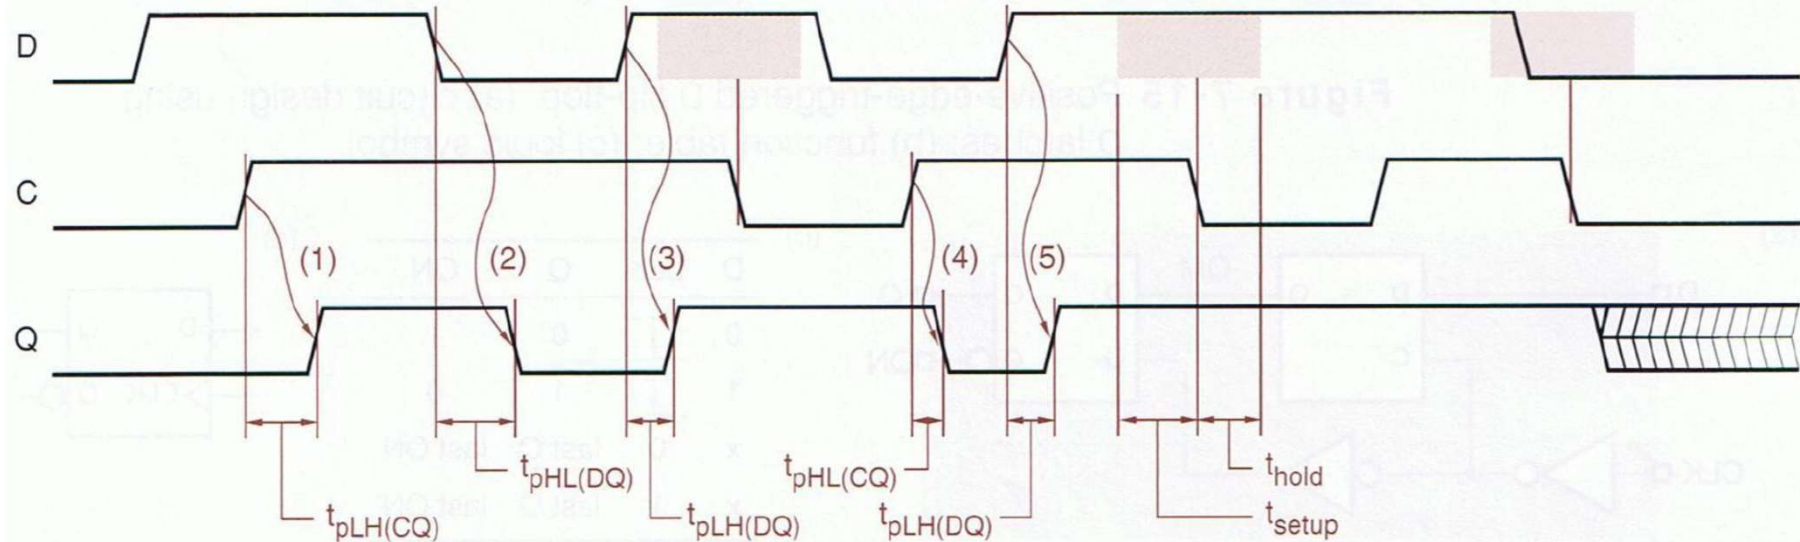 D
C
(1)
(2)
(3)
(4)
(5)
Q
tpHL(DQ)
tpHL(CQ)
thold
tpLH(CQ)
tpLH(DQ)
tpLH(DQ)
tsetup